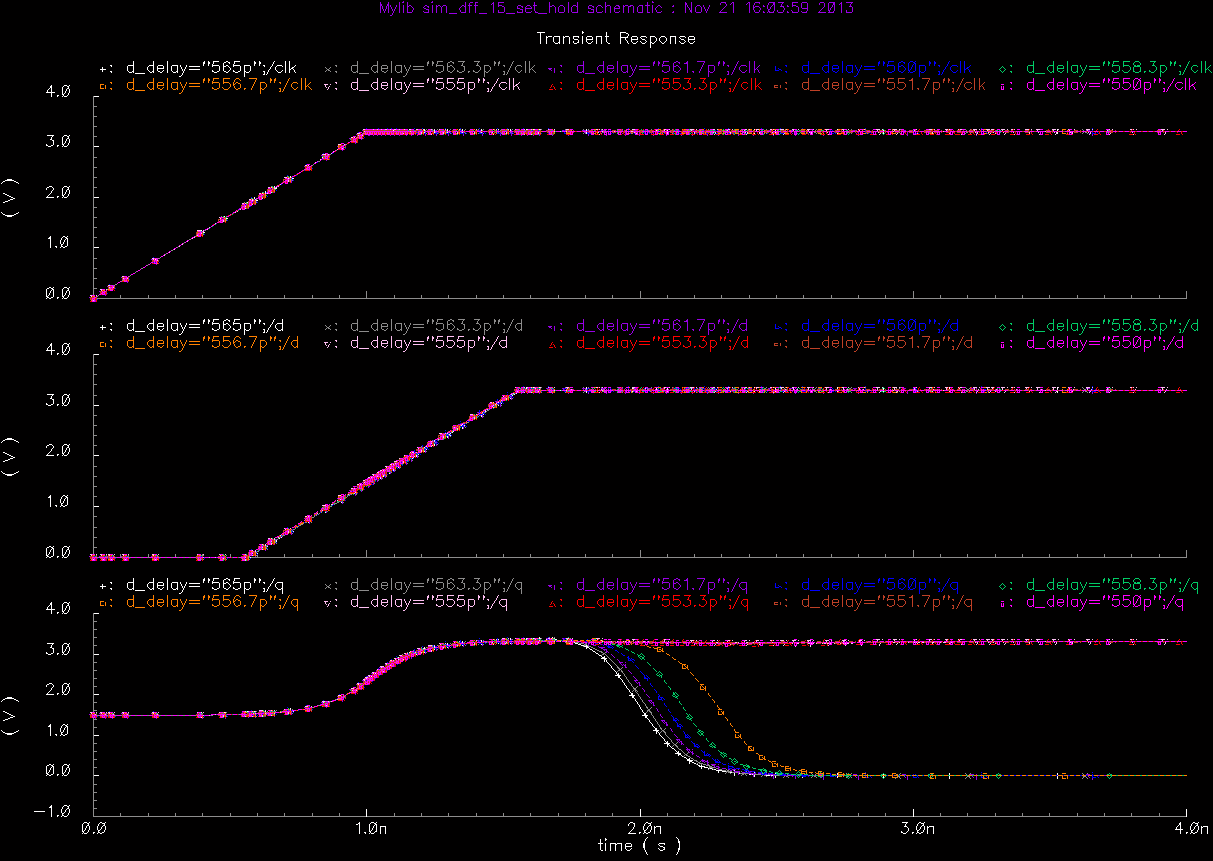 Mylib sim_dff_15_set_hold schematic : Nov 21 16:03:59 2013
Transient Response
+: d_delay="565p";/clk ×: d_delay="563.3p";/clk : d_delay="561.7p";/clk : d_delay="560p";/clk ◇: d_delay="558.3p";/clk
□: d_delay="556.7p";/clk ▽: d_delay="555p";/clk △: d_delay="553.3p";/clk : d_delay="551.7p";/clk : d_delay="550p";/clk
4.0
3.0
( V )
2.0
1.0
0.0
+: d_delay="565p";/d ×: d_delay="563.3p";/d : d_delay="561.7p";/d : d_delay="560p";/d ◇: d_delay="558.3p";/d
□: d_delay="556.7p";/d ▽: d_delay="555p";/d △: d_delay="553.3p";/d : d_delay="551.7p";/d : d_delay="550p";/d
4.0
3.0
( V )
2.0
1.0
0.0
+: d_delay="565p";/q ×: d_delay="563.3p";/q : d_delay="561.7p";/q : d_delay="560p";/q ◇: d_delay="558.3p";/q
□: d_delay="556.7p";/q ▽: d_delay="555p";/q △: d_delay="553.3p";/q : d_delay="551.7p";/q : d_delay="550p";/q
4.0
3.0
2.0
( V )
1.0
0.0
-1.0
0.0 1.0n 2.0n 3.0n 4.0n
time ( s )